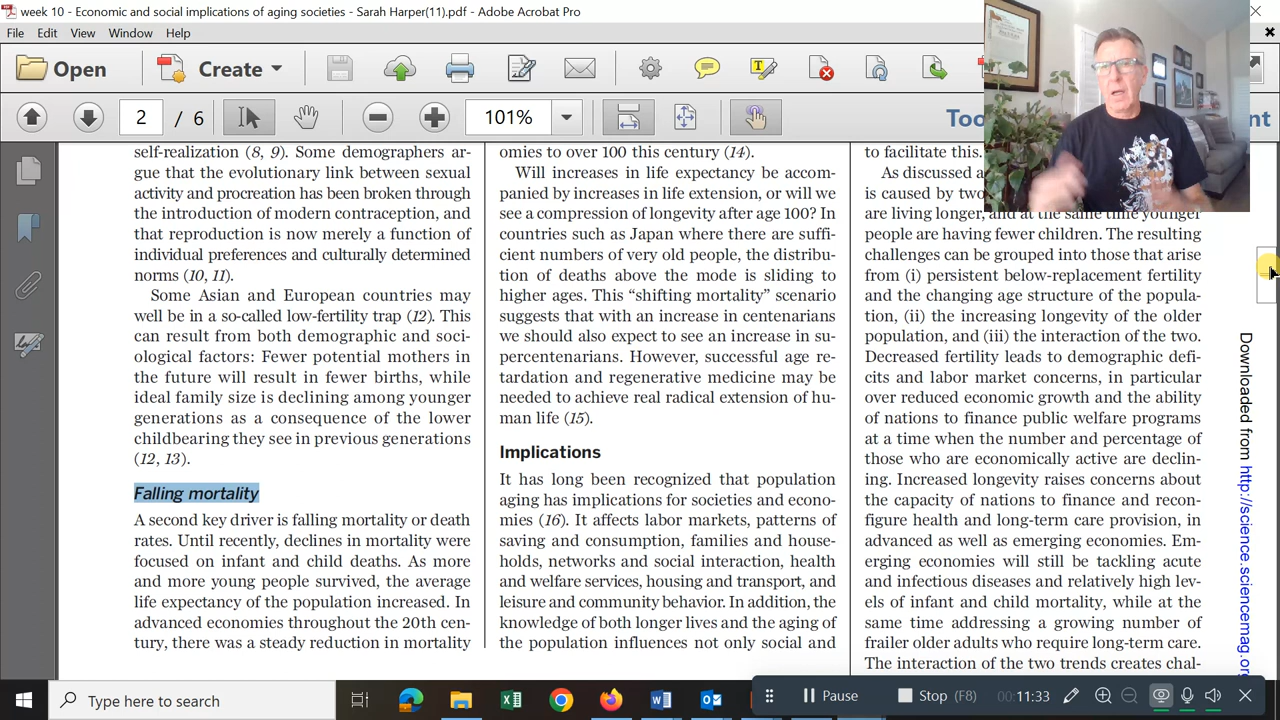 week 10 - Economic and social implications of aging societies - Sarah Harper(11).pdf - Adobe Acrobat Pro
File Edit View Window Help
Open Create
2 / 6 101%
self-realization (8, 9). Some demographers ar-
gue that the evolutionary link between sexual
activity and procreation has been broken through
the introduction of modern contraception, and
that reproduction is now merely a function of
individual preferences and culturally determined
norms (10, 11).
Some Asian and European countries may
well be in a so-called low-fertility trap (12). This
can result from both demographic and soci-
ological factors: Fewer potential mothers in
the future will result in fewer births, while
ideal family size is declining among younger
generations as a consequence of the lower
childbearing they see in previous generations
(12, 13).
Falling mortality
A second key driver is falling mortality or death
rates. Until recently, declines in mortality were
focused on infant and child deaths. As more
and more young people survived, the average
life expectancy of the population increased. In
advanced economies throughout the 20th cen-
tury, there was a steady reduction in mortality
omies to over 100 this century (14).
Will increases in life expectancy be accom-
panied by increases in life extension, or will we
see a compression of longevity after age 100? In
countries such as Japan where there are suffi-
cient numbers of very old people, the distribu-
tion of deaths above the mode is sliding to
higher ages. This “shifting mortality” scenario
suggests that with an increase in centenarians
we should also expect to see an increase in su-
percentenarians. However, successful age re-
tardation and regenerative medicine may be
needed to achieve real radical extension of hu-
man life (15).
Implications
It has long been recognized that population
aging has implications for societies and econo-
mies (16). It affects labor markets, patterns of
saving and consumption, families and house-
holds, networks and social interaction, health
and welfare services, housing and transport, and
leisure and community behavior. In addition, the
knowledge of both longer lives and the aging of
the population influences not only social and
to facilitate this.
As discussed a
is caused by two
are living longer, and at the same time younger
people are having fewer children. The resulting
challenges can be grouped into those that arise
from (i) persistent below-replacement fertility
and the changing age structure of the popula-
tion, (ii) the increasing longevity of the older
population, and (iii) the interaction of the two.
Decreased fertility leads to demographic defi-
cits and labor market concerns, in particular
over reduced economic growth and the ability
of nations to finance public welfare programs
at a time when the number and percentage of
those who are economically active are declin-
ing. Increased longevity raises concerns about
the capacity of nations to finance and recon-
figure health and long-term care provision, in
advanced as well as emerging economies. Em-
erging economies will still be tackling acute
and infectious diseases and relatively high lev-
els of infant and child mortality, while at the
same time addressing a growing number of
frailer older adults who require long-term care.
The interaction of the two trends creates chal-
Downloaded from http://science.sciencemag.org
Type here to search
Pause Stop (F8) 00:11:33